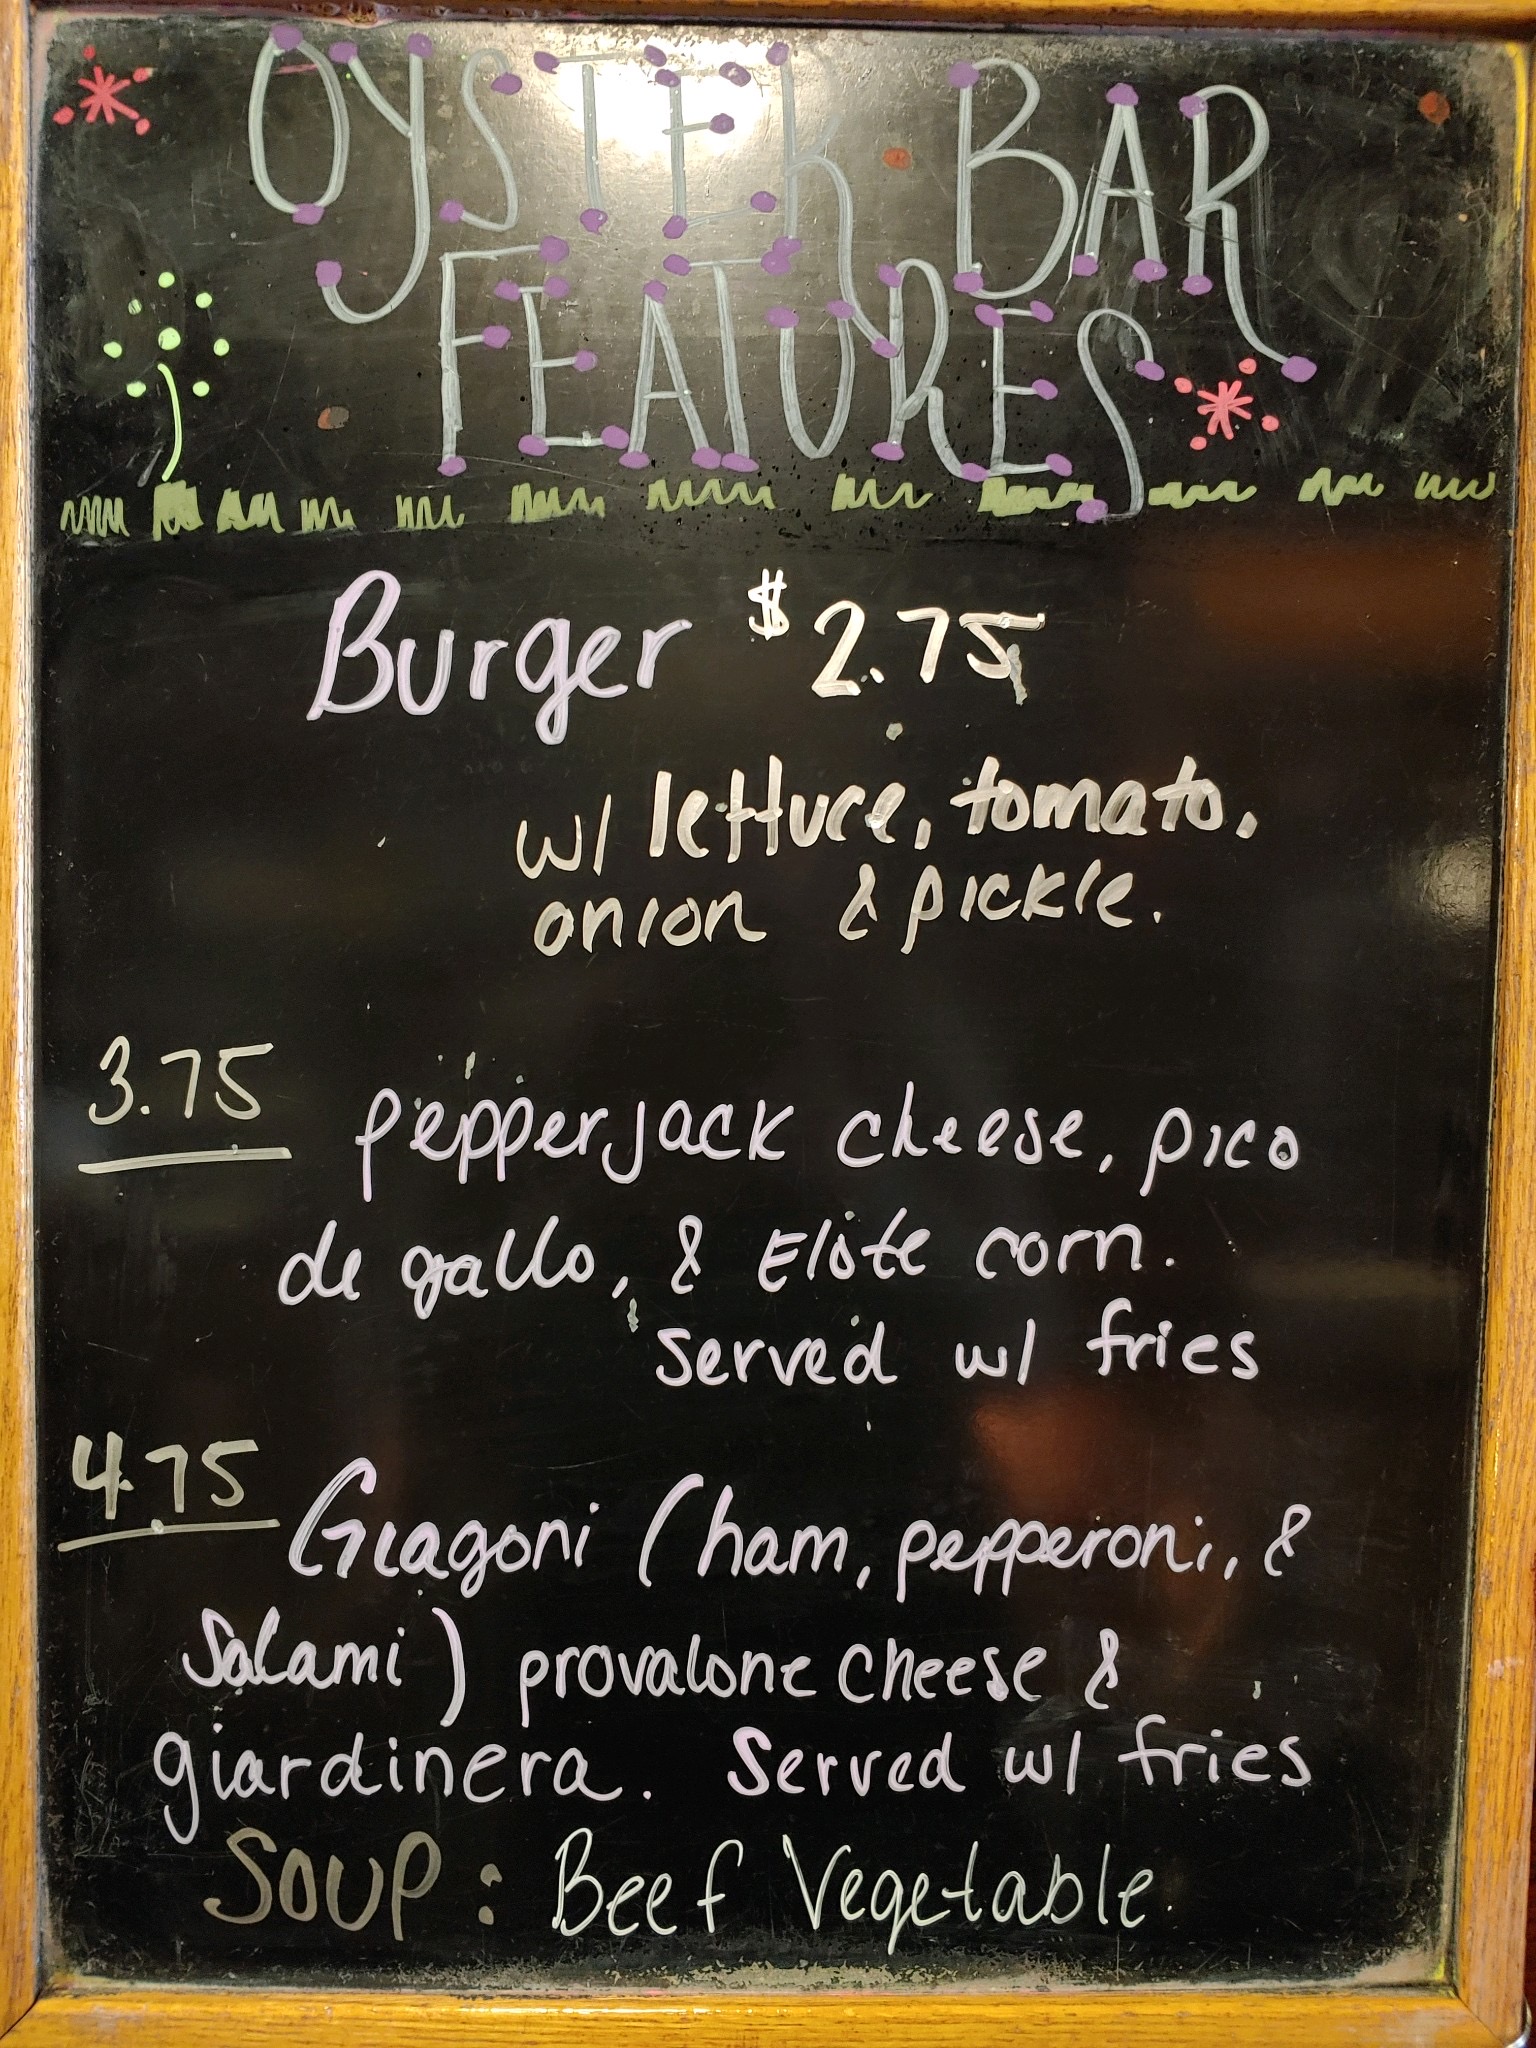 OYSTER BAR
FEATURES
Burger $2.75
w/ lettuce, tomato,
onion & pickle.
3.75 pepperjack cheese, pico
de gallo, & Elote corn.
served w/ fries
4.75 Giagoni (ham, pepperoni, &
Salami) provalone cheese &
giardinera. Served w/ fries
SOUP: Beef Vegetable.